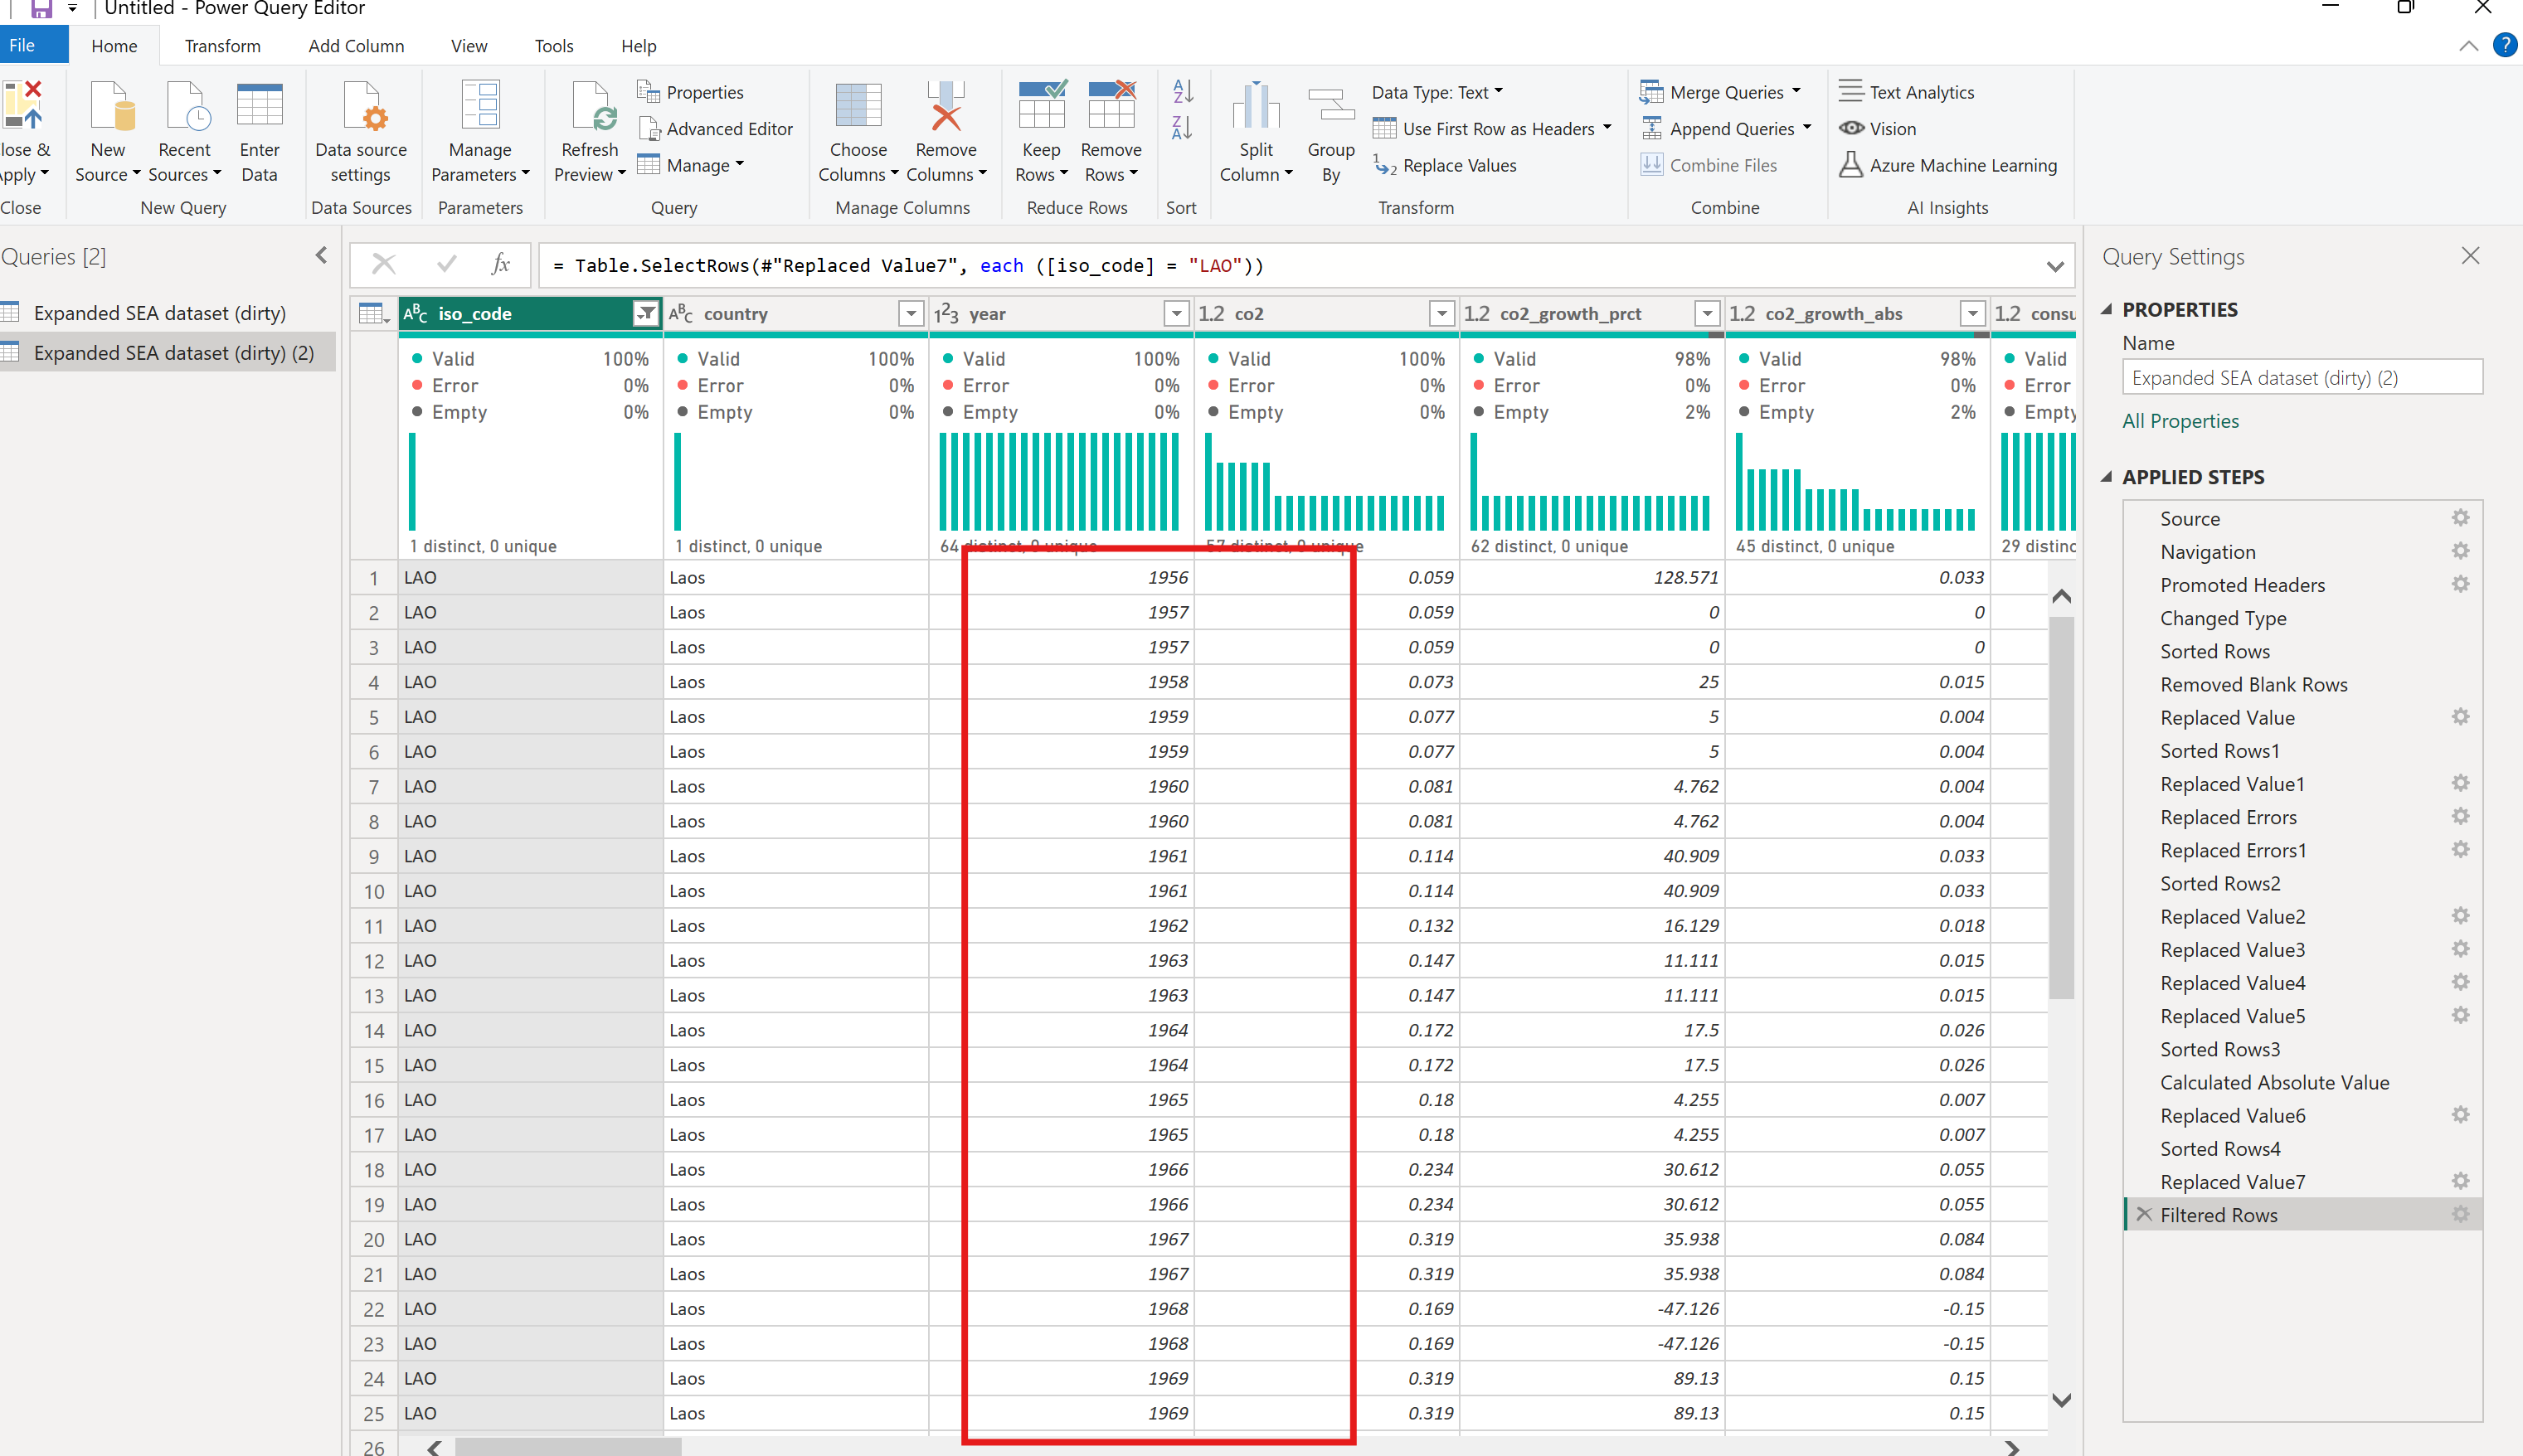 Untitled - Power Query Editor
File Home Transform Add Column View Tools Help
lose & pply
New Source
Recent Sources
Enter Data
Data source settings
Manage Parameters
Refresh Preview
Properties
Advanced Editor
Manage
Choose Columns
Remove Columns
Keep Rows
Remove Rows
Split Column
Group By
Data Type: Text
Use First Row as Headers
Replace Values
Merge Queries
Append Queries
Combine Files
Text Analytics
Vision
Azure Machine Learning
Close New Query Data Sources Parameters Query Manage Columns Reduce Rows Sort Transform Combine AI Insights
Queries [2]
Expanded SEA dataset (dirty)
Expanded SEA dataset (dirty) (2)
= Table.SelectRows(#"Replaced Value7", each ([iso_code] = "LAO"))
iso_code country year co2 co2_growth_prct co2_growth_abs consu
Valid 100% Valid 100% Valid 100% Valid 100% Valid 98% Valid 98% Valid
Error 0% Error 0% Error 0% Error 0% Error 0% Error 0% Error
Empty 0% Empty 0% Empty 0% Empty 0% Empty 2% Empty 2% Empty
1 distinct, 0 unique 1 distinct, 0 unique 64 distinct, 0 unique 57 distinct, 0 unique 62 distinct, 0 unique 45 distinct, 0 unique 29 distinc
1 LAO Laos 1956 0.059 128.571 0.033
2 LAO Laos 1957 0.059 0 0
3 LAO Laos 1957 0.059 0 0
4 LAO Laos 1958 0.073 25 0.015
5 LAO Laos 1959 0.077 5 0.004
6 LAO Laos 1959 0.077 5 0.004
7 LAO Laos 1960 0.081 4.762 0.004
8 LAO Laos 1960 0.081 4.762 0.004
9 LAO Laos 1961 0.114 40.909 0.033
10 LAO Laos 1961 0.114 40.909 0.033
11 LAO Laos 1962 0.132 16.129 0.018
12 LAO Laos 1963 0.147 11.111 0.015
13 LAO Laos 1963 0.147 11.111 0.015
14 LAO Laos 1964 0.172 17.5 0.026
15 LAO Laos 1964 0.172 17.5 0.026
16 LAO Laos 1965 0.18 4.255 0.007
17 LAO Laos 1965 0.18 4.255 0.007
18 LAO Laos 1966 0.234 30.612 0.055
19 LAO Laos 1966 0.234 30.612 0.055
20 LAO Laos 1967 0.319 35.938 0.084
21 LAO Laos 1967 0.319 35.938 0.084
22 LAO Laos 1968 0.169 -47.126 -0.15
23 LAO Laos 1968 0.169 -47.126 -0.15
24 LAO Laos 1969 0.319 89.13 0.15
25 LAO Laos 1969 0.319 89.13 0.15
26
Query Settings
PROPERTIES
Name
Expanded SEA dataset (dirty) (2)
All Properties
APPLIED STEPS
Source
Navigation
Promoted Headers
Changed Type
Sorted Rows
Removed Blank Rows
Replaced Value
Sorted Rows1
Replaced Value1
Replaced Errors
Replaced Errors1
Sorted Rows2
Replaced Value2
Replaced Value3
Replaced Value4
Replaced Value5
Sorted Rows3
Calculated Absolute Value
Replaced Value6
Sorted Rows4
Replaced Value7
Filtered Rows